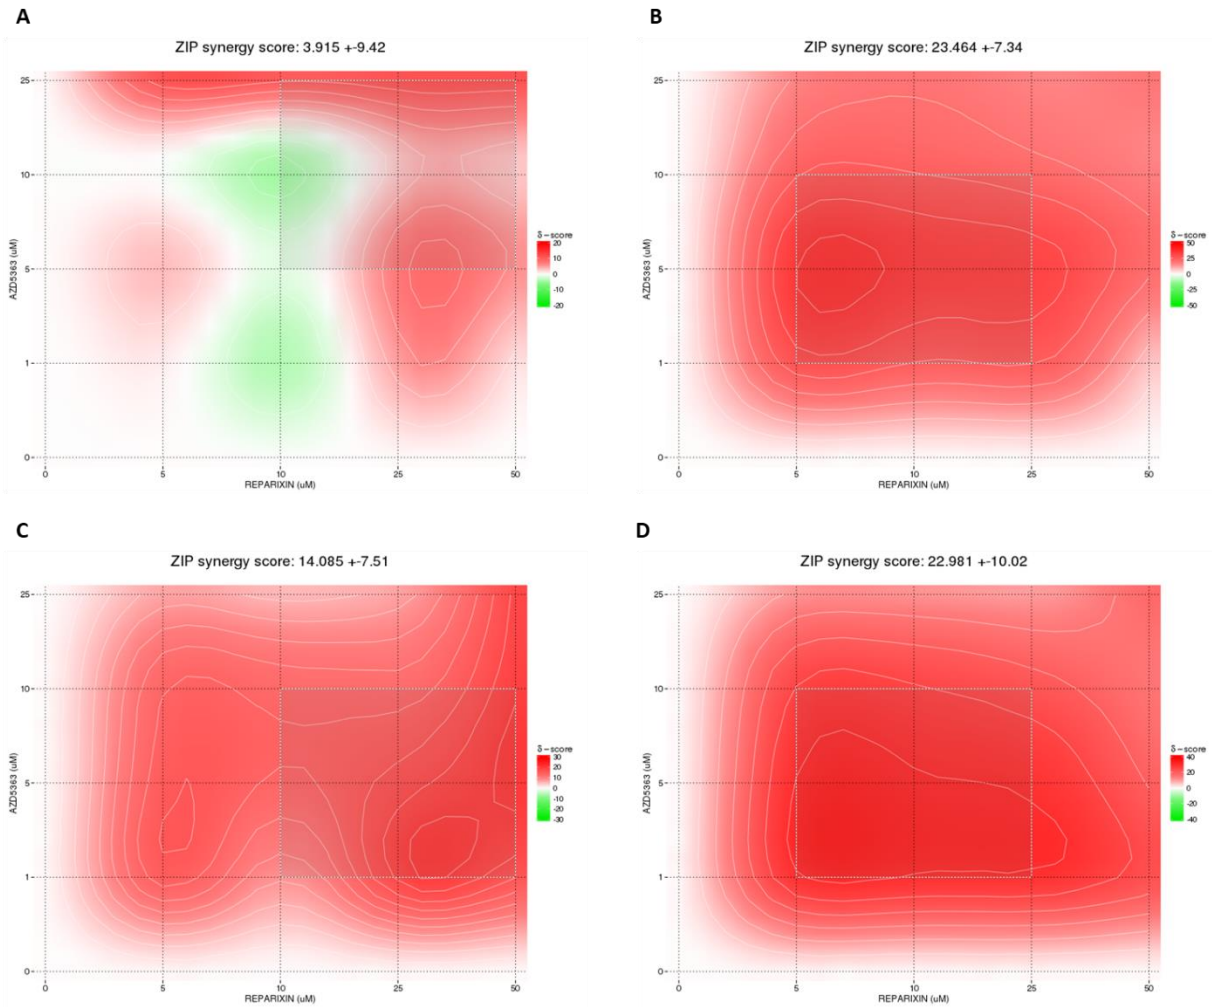 A
ZIP synergy score: 3.915 +-9.42
25
10
5
1
0
AZD5363 (uM)
0 5 10 25 50
REPARIXIN (uM)
δ-score
20
10
0
-10
-20
B
ZIP synergy score: 23.464 +-7.34
25
10
5
1
0
AZD5363 (uM)
0 5 10 25 50
REPARIXIN (uM)
δ-score
50
25
0
-25
-50
C
ZIP synergy score: 14.085 +-7.51
25
10
5
1
0
AZD5363 (uM)
0 5 10 25 50
REPARIXIN (uM)
δ-score
30
20
10
0
-10
-20
-30
D
ZIP synergy score: 22.981 +-10.02
25
10
5
1
0
AZD5363 (uM)
0 5 10 25 50
REPARIXIN (uM)
δ-score
40
20
0
-20
-40